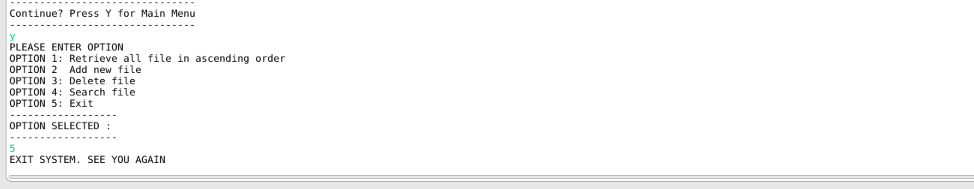 -------------------------------
Continue? Press Y for Main Menu
-------------------------------
y
PLEASE ENTER OPTION
OPTION 1: Retrieve all file in ascending order
OPTION 2  Add new file
OPTION 3: Delete file
OPTION 4: Search file
OPTION 5: Exit
------------------
OPTION SELECTED :
------------------
5
EXIT SYSTEM. SEE YOU AGAIN